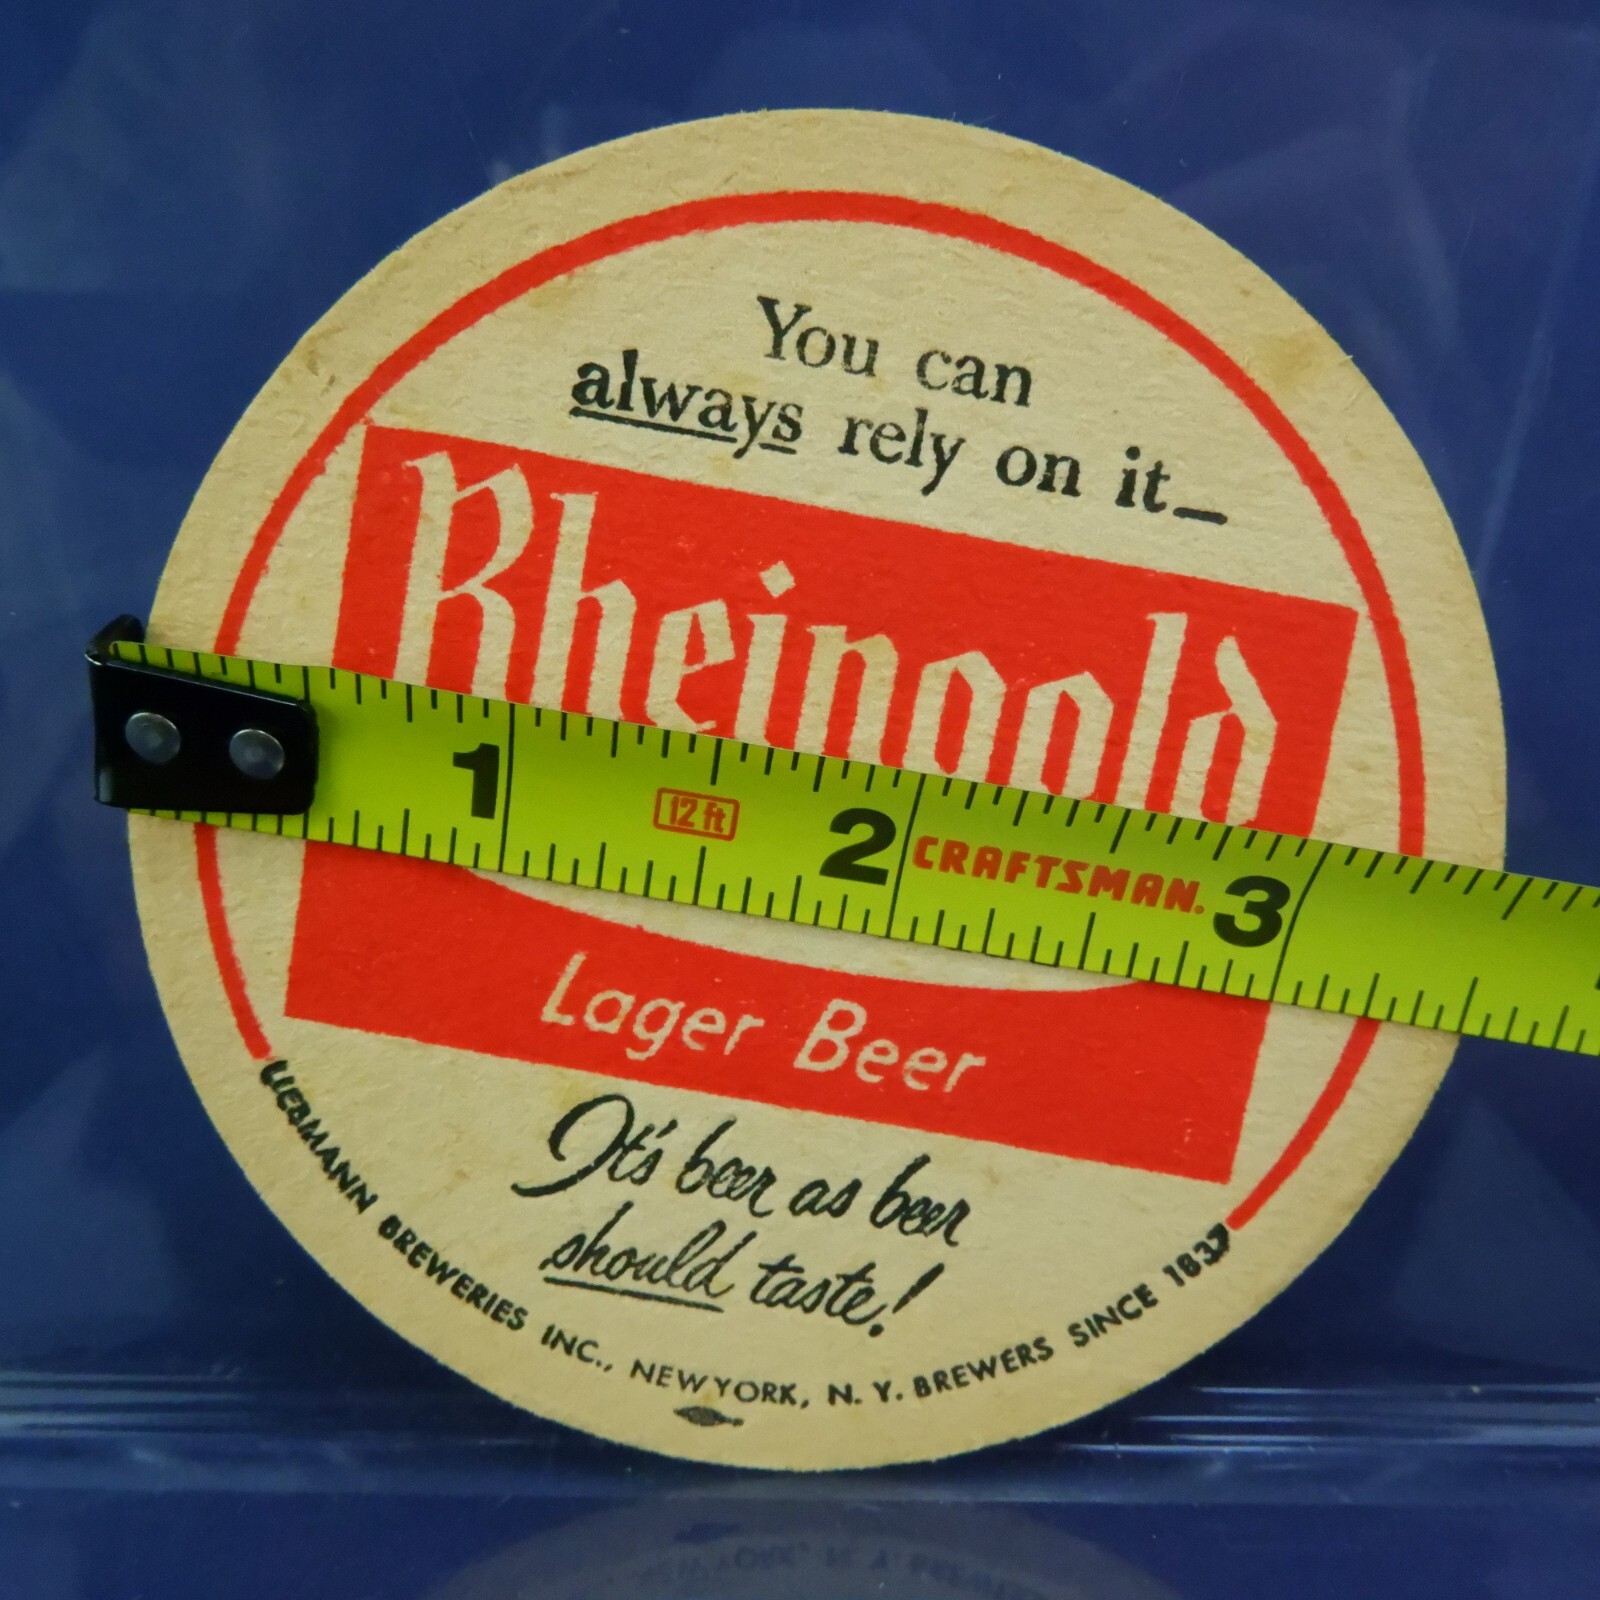 You can
always rely on it_
Rheingold
1
12 ft
2
CRAFTSMAN.
3
Lager Beer
It's beer as beer
should taste!
LIEBMANN BREWERIES INC., NEW YORK, N. Y. BREWERS SINCE 1837